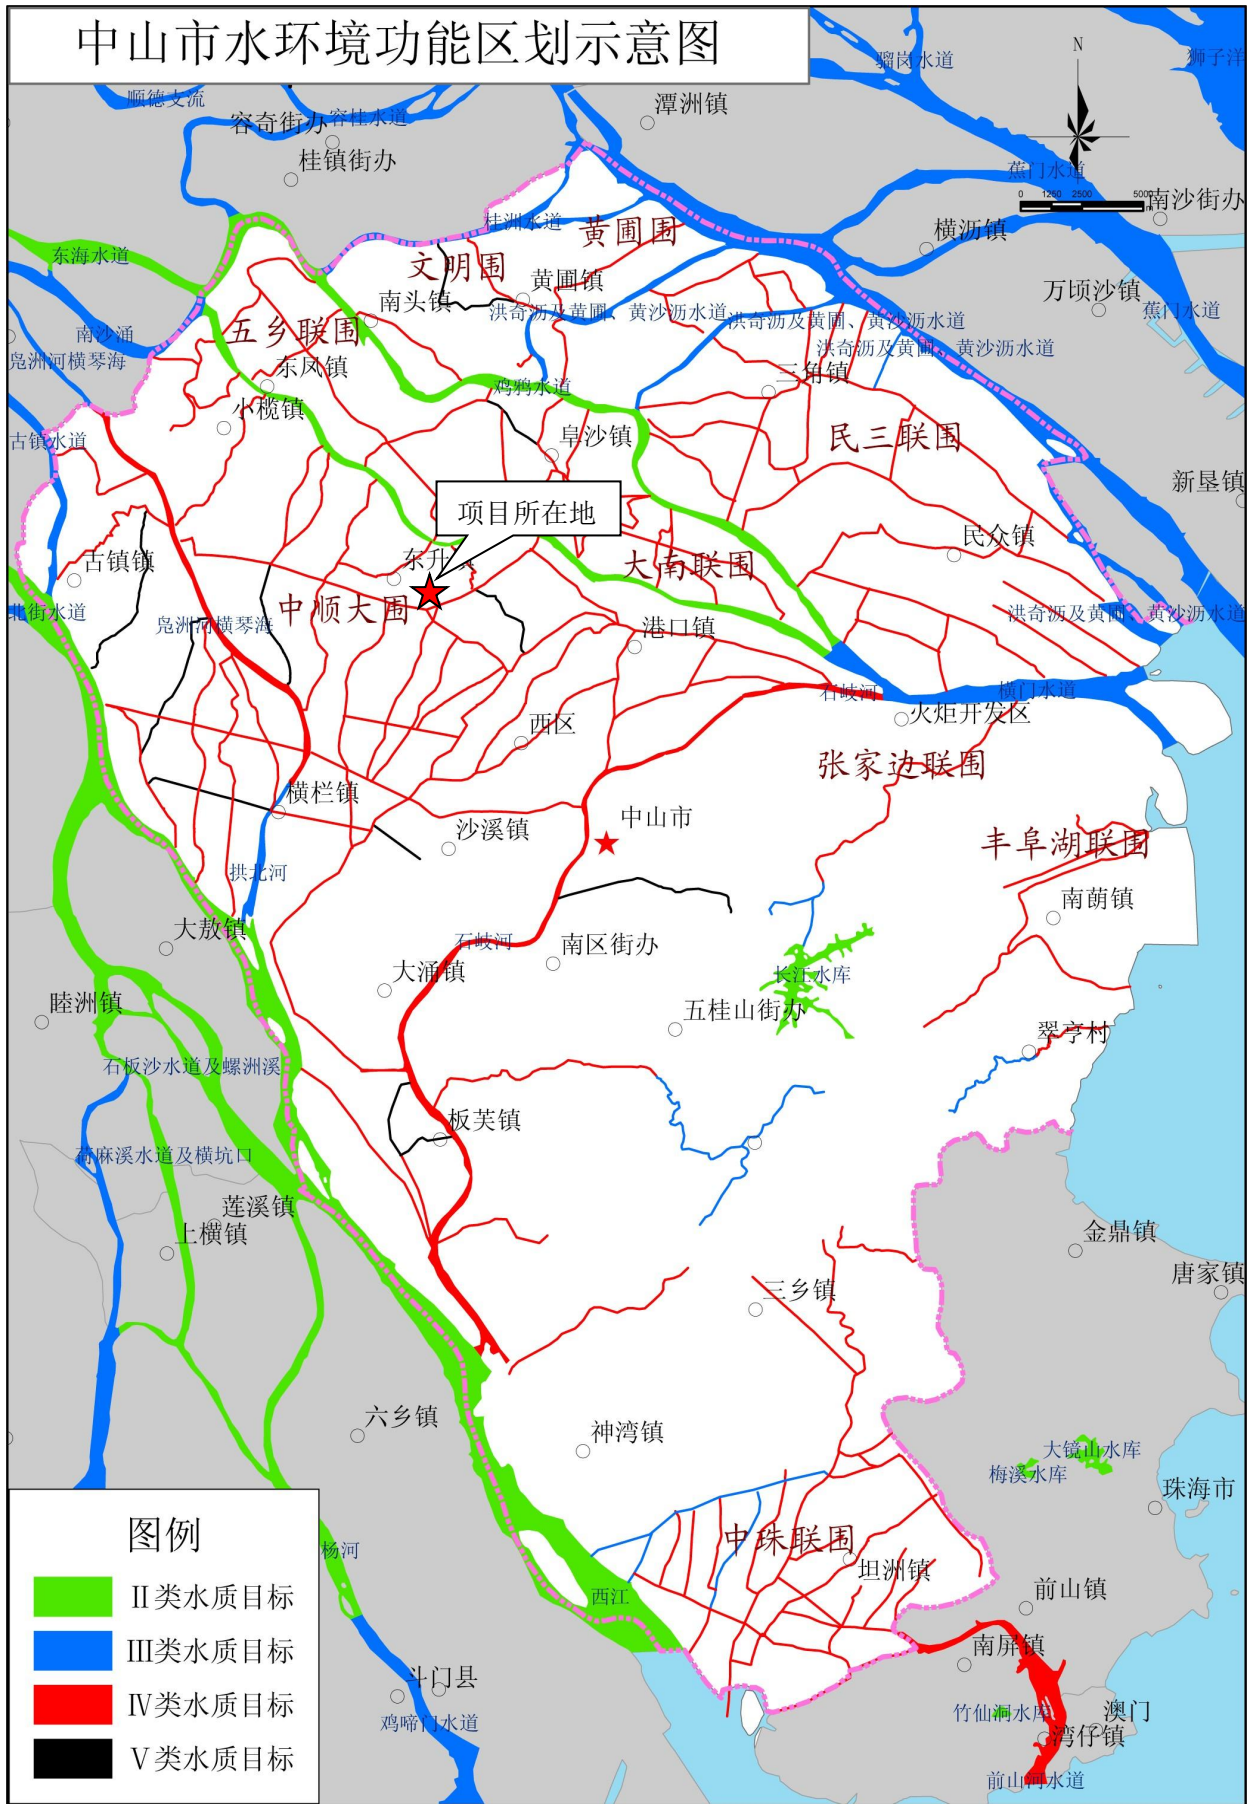 中山市水环境功能区划示意图
骝岗水道
狮子洋
N
顺德支流
容奇街办
容桂水道
潭洲镇
桂镇街办
蕉门水道
0 1250 2500 5000
南沙街办
桂洲水道
黄圃围
横沥镇
东海水道
文明围
黄圃镇
万顷沙镇
南头镇
洪奇沥及黄圃、黄沙沥水道
洪奇沥及黄圃、黄沙沥水道
蕉门水道
南沙涌
五乡联围
洪奇沥及黄圃、黄沙沥水道
凫洲河横琴海
东凤镇
鸡鸦水道
三角镇
小榄镇
古镇水道
阜沙镇
民三联围
新垦镇
项目所在地
古镇镇
东升镇
大南联围
民众镇
北街水道
中顺大围
凫洲河横琴海
港口镇
洪奇沥及黄圃、黄沙沥水道
石岐河
横门水道
西区
火炬开发区
张家边联围
横栏镇
沙溪镇
中山市
丰阜湖联围
拱北河
南蓢镇
大敖镇
石岐河
南区街办
大涌镇
长江水库
睦洲镇
五桂山街办
翠亨村
石板沙水道及螺洲溪
板芙镇
荷麻溪水道及横坑口
莲溪镇
上横镇
金鼎镇
唐家镇
三乡镇
六乡镇
神湾镇
大镜山水库
梅溪水库
珠海市
图例
中珠联围
杨河
坦洲镇
II类水质目标
西江
前山镇
III类水质目标
南屏镇
IV类水质目标
斗门县
竹仙洞水库
澳门
鸡啼门水道
湾仔镇
V类水质目标
前山河水道